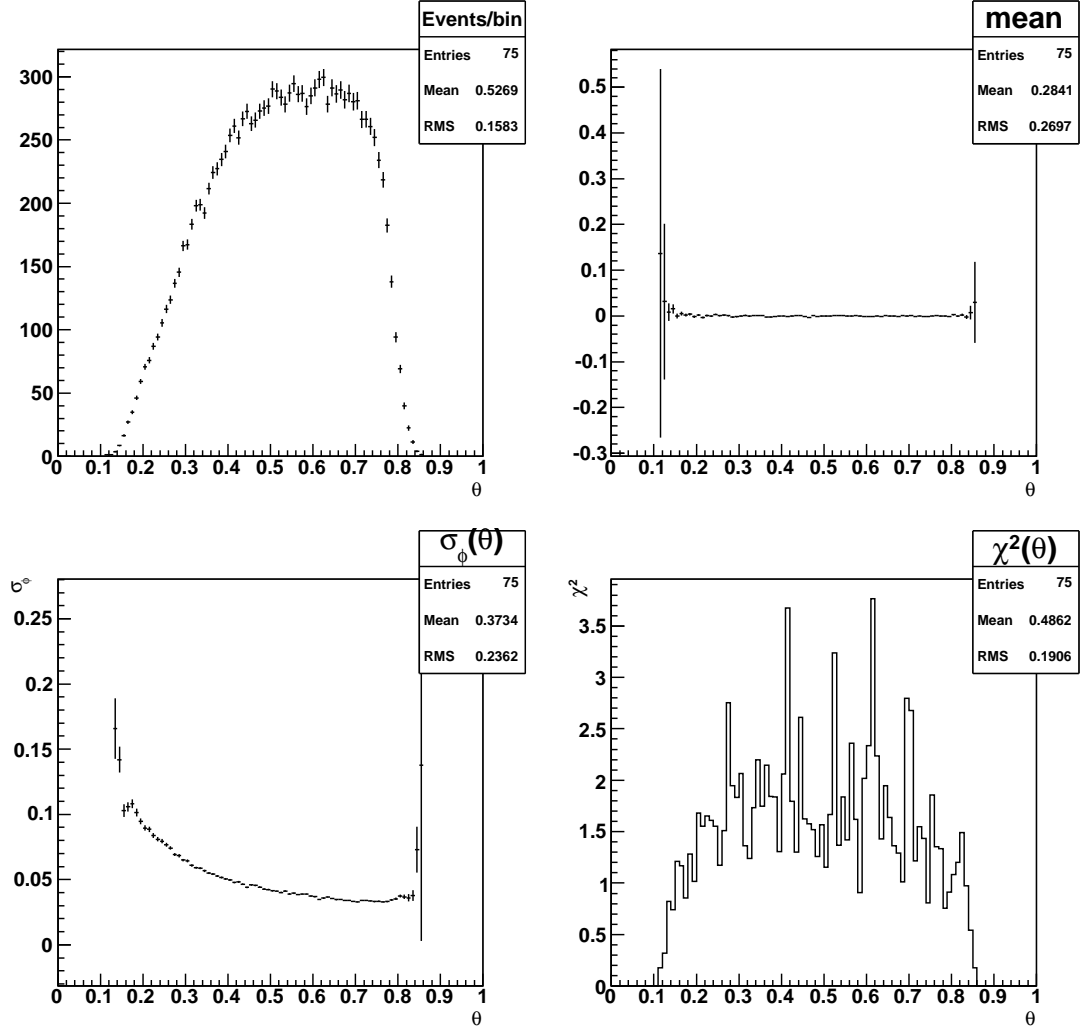 Events/bin
Entries 75
Mean 0.5269
RMS 0.1583
300
250
200
150
100
50
0
0 0.1 0.2 0.3 0.4 0.5 0.6 0.7 0.8 0.9 1
θ
mean
Entries 75
Mean 0.2841
RMS 0.2697
0.5
0.4
0.3
0.2
0.1
0
-0.1
-0.2
-0.3
0 0.1 0.2 0.3 0.4 0.5 0.6 0.7 0.8 0.9 1
θ
σϕ(θ)
Entries 75
Mean 0.3734
RMS 0.2362
σϕ
0.25
0.2
0.15
0.1
0.05
0
0 0.1 0.2 0.3 0.4 0.5 0.6 0.7 0.8 0.9 1
θ
χ²(θ)
Entries 75
Mean 0.4862
RMS 0.1906
χ²
3.5
3
2.5
2
1.5
1
0.5
0
0 0.1 0.2 0.3 0.4 0.5 0.6 0.7 0.8 0.9 1
θ